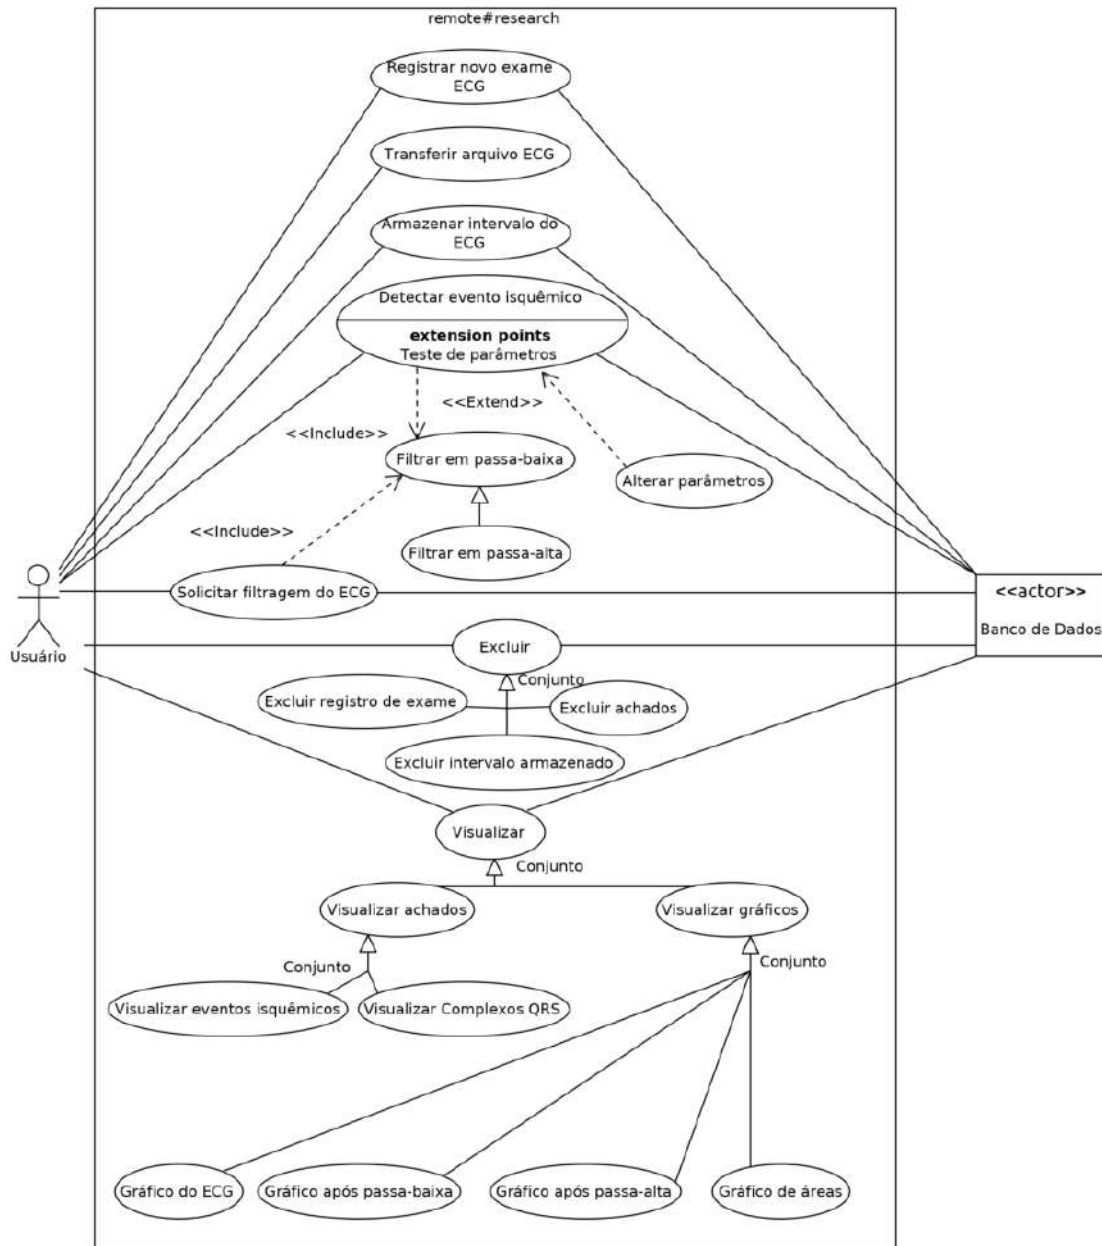 remote#research
Registrar novo exame
ECG
Transferir arquivo ECG
Armazenar intervalo do
ECG
Detectar evento isquêmico
extension points
Teste de parâmetros
<<Extend>>
<<Include>>
Filtrar em passa-baixa
Alterar parâmetros
<<Include>>
Filtrar em passa-alta
Solicitar filtragem do ECG
<<actor>>
Banco de Dados
Usuário
Excluir
Conjunto
Excluir registro de exame
Excluir achados
Excluir intervalo armazenado
Visualizar
Conjunto
Visualizar achados
Visualizar gráficos
Conjunto
Conjunto
Visualizar eventos isquêmicos
Visualizar Complexos QRS
Gráfico do ECG
Gráfico após passa-baixa
Gráfico após passa-alta
Gráfico de áreas